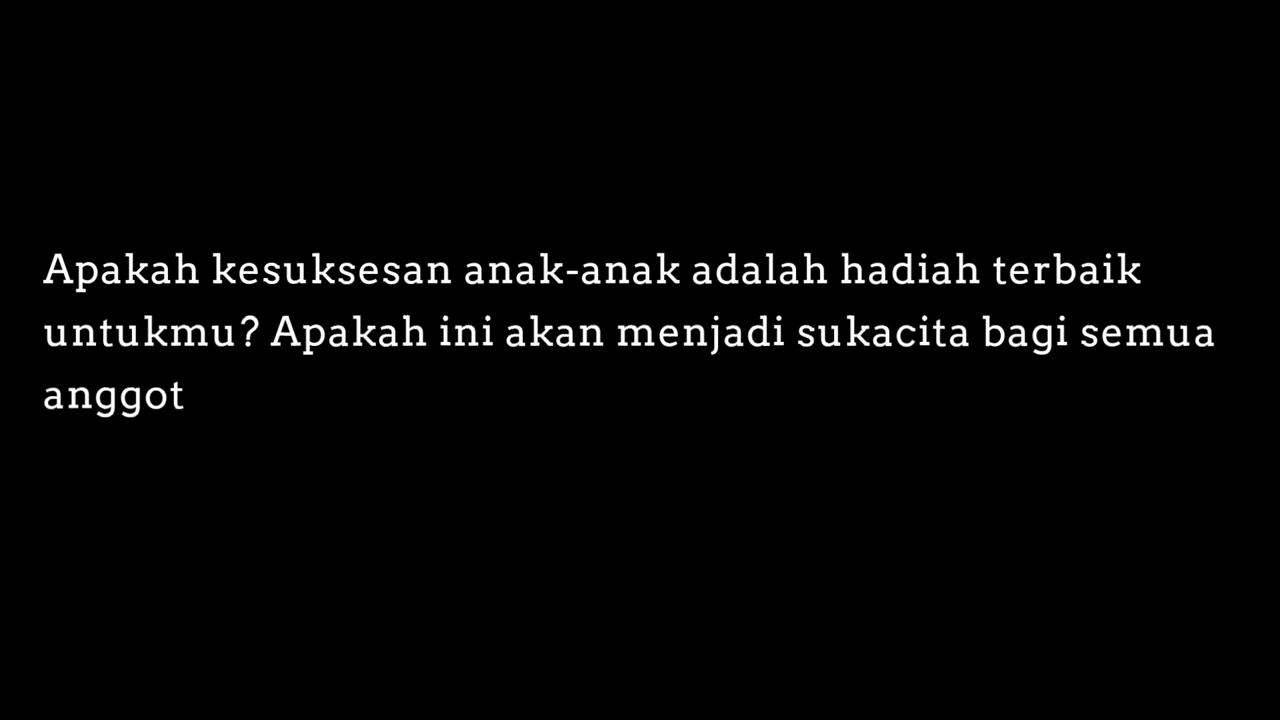 Apakah kesuksesan anak-anak adalah hadiah terbaik
untukmu? Apakah ini akan menjadi sukacita bagi semua
anggot